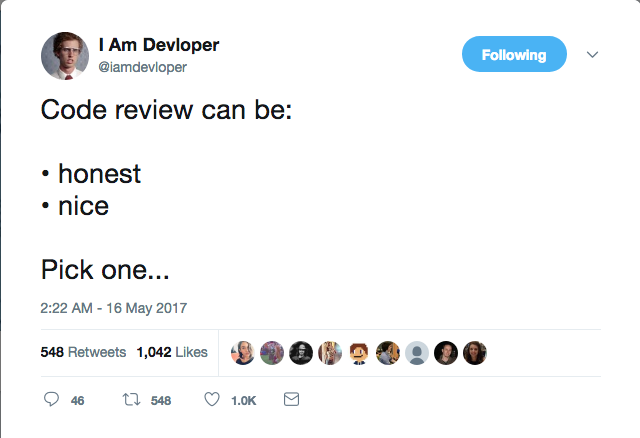 I Am Devloper
@iamdevloper
Following
Code review can be:
• honest
• nice
Pick one...
2:22 AM - 16 May 2017
548 Retweets 1,042 Likes
46 548 1.0K